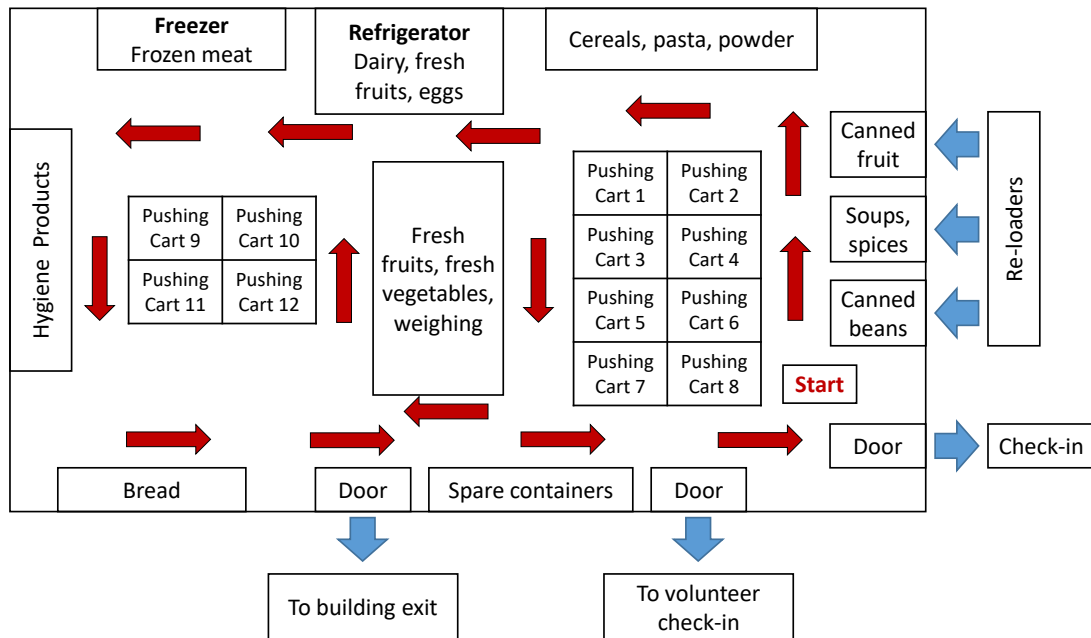 Freezer
Frozen meat
Refrigerator
Dairy, fresh
fruits, eggs
Cereals, pasta, powder
Canned
fruit
Soups,
spices
Canned
beans
Re-loaders
Hygiene Products
Pushing
Cart 9
Pushing
Cart 10
Pushing
Cart 11
Pushing
Cart 12
Fresh
fruits, fresh
vegetables,
weighing
Pushing
Cart 1
Pushing
Cart 2
Pushing
Cart 3
Pushing
Cart 4
Pushing
Cart 5
Pushing
Cart 6
Pushing
Cart 7
Pushing
Cart 8
Start
Door
Check-in
Bread
Door
Spare containers
Door
To building exit
To volunteer
check-in